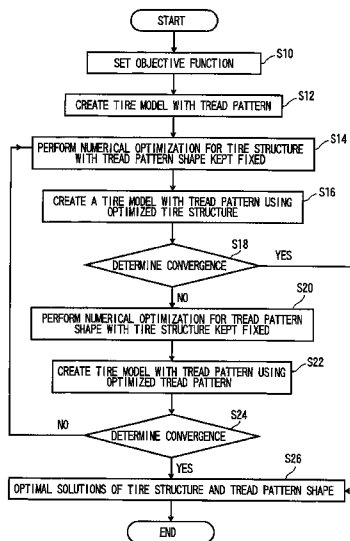 START
S10
SET OBJECTIVE FUNCTION
S12
CREATE TIRE MODEL WITH TREAD PATTERN
S14
PERFORM NUMERICAL OPTIMIZATION FOR TIRE STRUCTURE
WITH TREAD PATTERN SHAPE KEPT FIXED
S16
CREATE A TIRE MODEL WITH TREAD PATTERN USING
OPTIMIZED TIRE STRUCTURE
S18
DETERMINE CONVERGENCE
YES
NO
S20
PERFORM NUMERICAL OPTIMIZATION FOR TREAD PATTERN
SHAPE WITH TIRE STRUCTURE KEPT FIXED
S22
CREATE TIRE MODEL WITH TREAD PATTERN USING
OPTIMIZED TREAD PATTERN
S24
NO
DETERMINE CONVERGENCE
YES
S26
OPTIMAL SOLUTIONS OF TIRE STRUCTURE AND TREAD PATTERN SHAPE
END